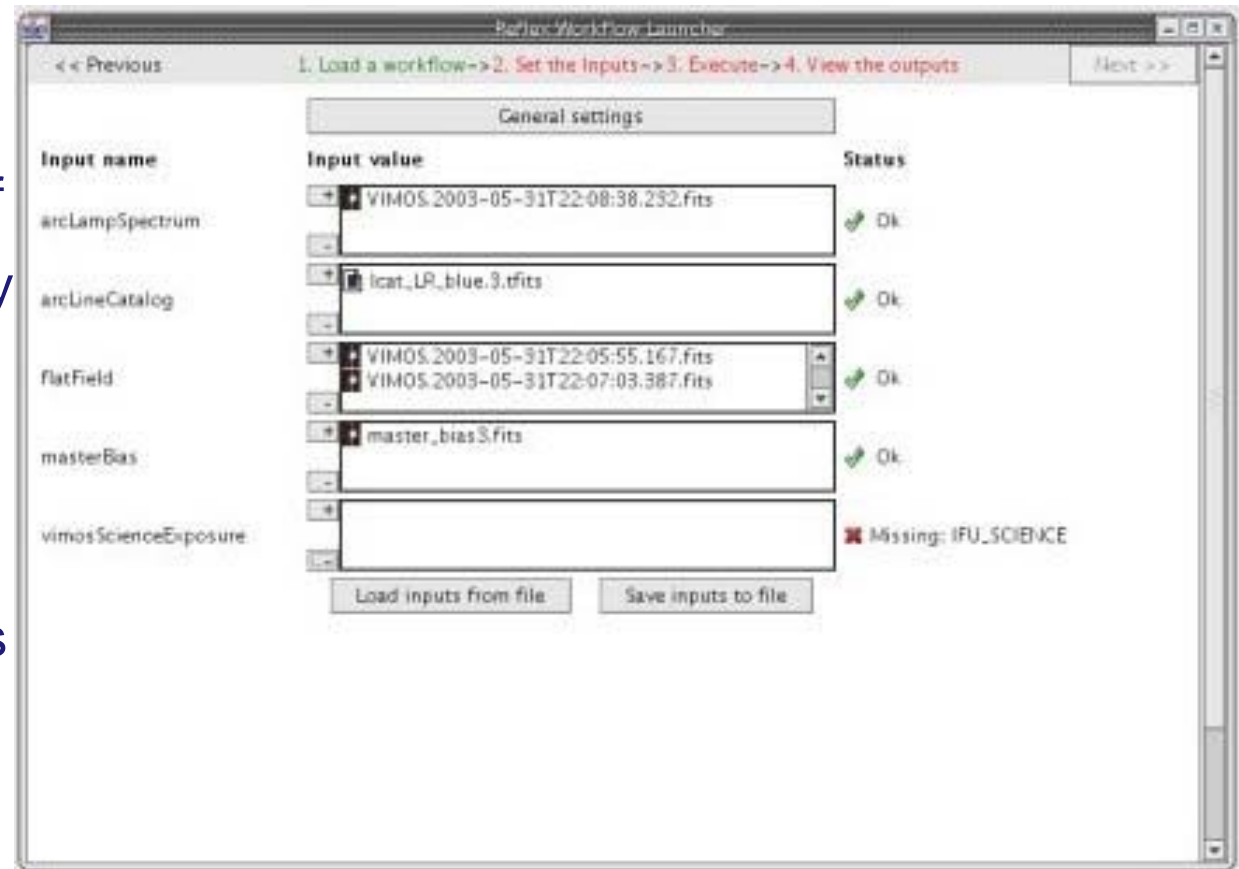 Reflex Workflow Launcher
<< Previous 1. Load a workflow->2. Set the Inputs->3. Execute->4. View the outputs Next >>
General settings
Input name Input value Status
arcLampSpectrum + VIMOS.2003-05-31T22:08:38.232.fits - Ok
arcLineCatalog + lcat_LR_blue.3.tfits - Ok
flatField + VIMOS.2003-05-31T22:05:55.167.fits
VIMOS.2003-05-31T22:07:03.387.fits - Ok
masterBias + master_bias3.fits - Ok
vimosScienceExposure + - Missing: IFU_SCIENCE
Load inputs from file Save inputs to file